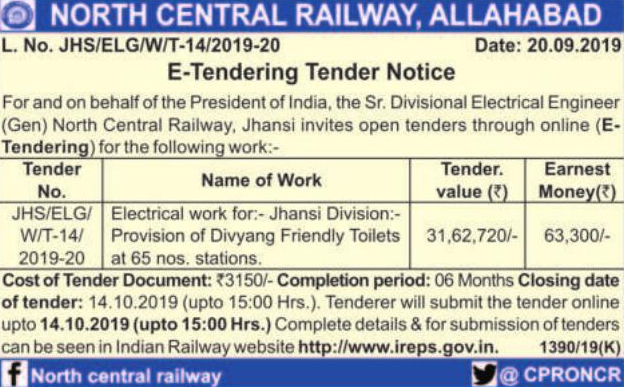 NORTH CENTRAL RAILWAY, ALLAHABAD
L. No. JHS/ELG/W/T-14/2019-20 Date: 20.09.2019
E-Tendering Tender Notice
For and on behalf of the President of India, the Sr. Divisional Electrical Engineer
(Gen) North Central Railway, Jhansi invites open tenders through online (E-
Tendering) for the following work:-
Tender No. Name of Work Tender. value (₹) Earnest Money(₹)
JHS/ELG/ Electrical work for:- Jhansi Division:-
W/T-14/ Provision of Divyang Friendly Toilets 31,62,720/- 63,300/-
2019-20 at 65 nos. stations.
Cost of Tender Document: ₹3150/- Completion period: 06 Months Closing date
of tender: 14.10.2019 (upto 15:00 Hrs.). Tenderer will submit the tender online
upto 14.10.2019 (upto 15:00 Hrs.) Complete details & for submission of tenders
can be seen in Indian Railway website http://www.ireps.gov.in. 1390/19(K)
f North central railway @ CPRONCR